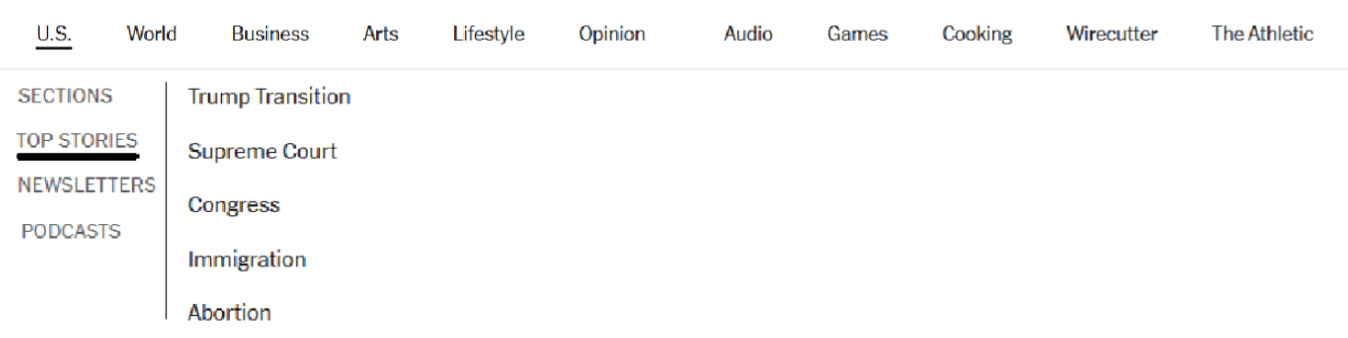 U.S. World Business Arts Lifestyle Opinion Audio Games Cooking Wirecutter The Athletic
SECTIONS
TOP STORIES
NEWSLETTERS
PODCASTS
Trump Transition
Supreme Court
Congress
Immigration
Abortion